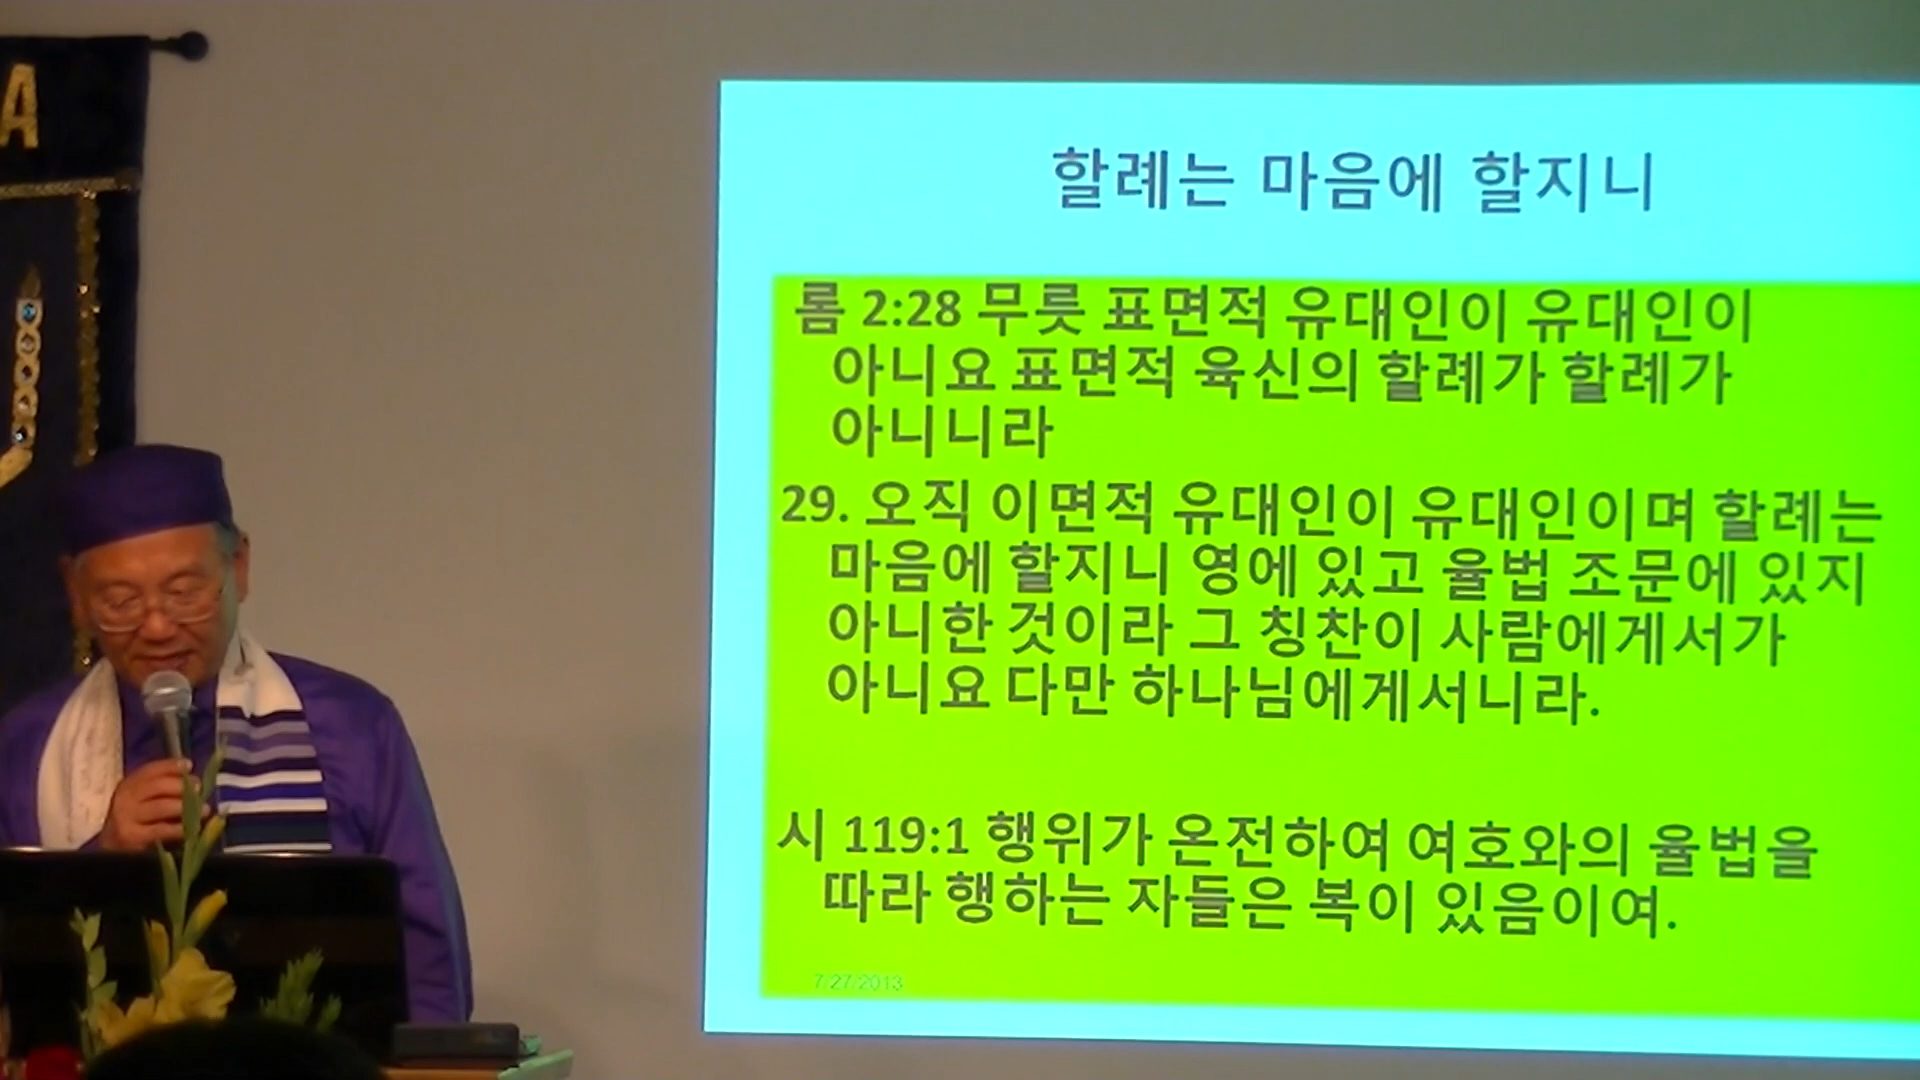 A
할례는 마음에 할지니
롬 2:28 무릇 표면적 유대인이 유대인이
아니요 표면적 육신의 할례가 할례가
아니니라
29. 오직 이면적 유대인이 유대인이며 할례는
마음에 할지니 영에 있고 율법 조문에 있지
아니한 것이라 그 칭찬이 사람에게서가
아니요 다만 하나님에게서니라.
시 119:1 행위가 온전하여 여호와의 율법을
따라 행하는 자들은 복이 있음이여.
7/27/2013